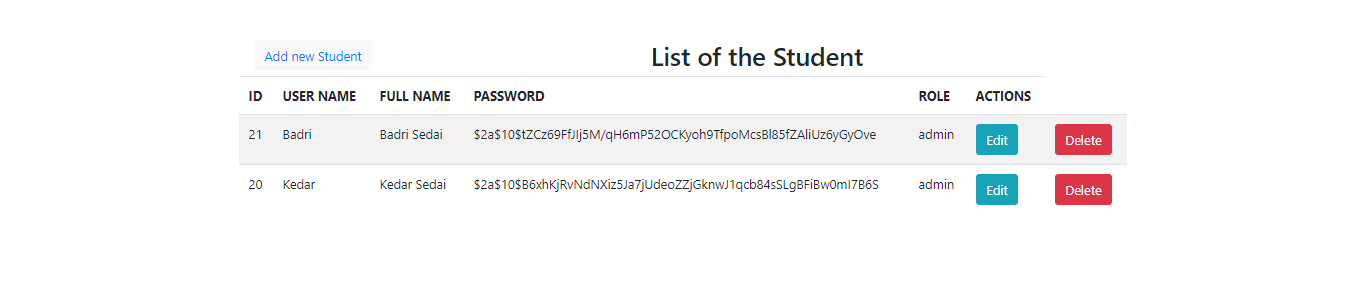 Add new Student
List of the Student
ID USER NAME FULL NAME PASSWORD ROLE ACTIONS
21 Badri Badri Sedai $2a$10$tZCz69FfJIj5M/qH6mP52OCKyoh9TfpoMcsBl85fZAliUz6yGyOve admin Edit Delete
20 Kedar Kedar Sedai $2a$10$B6xhKjRvNdNXiz5Ja7jUdeoZZjGknwJ1qcb84sSLgBFiBw0mI7B6S admin Edit Delete